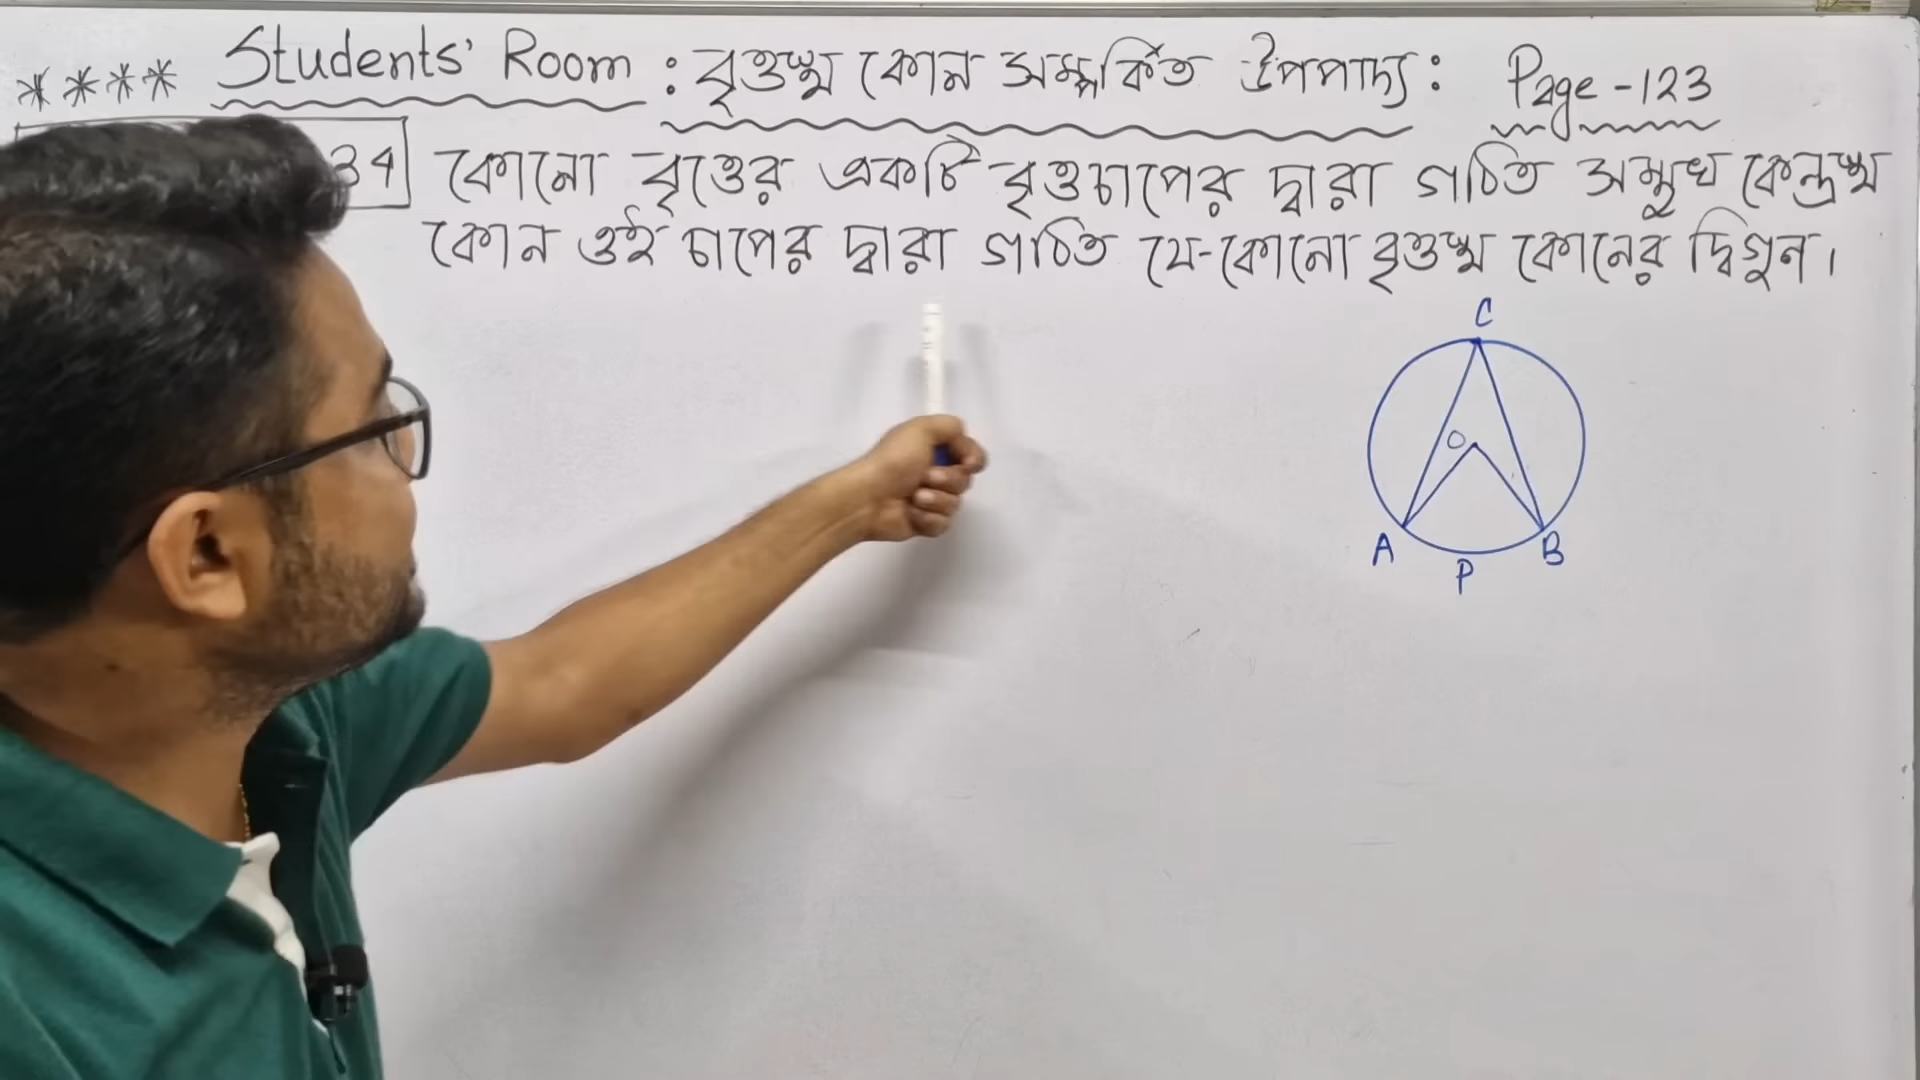 **** Students' Room : বৃত্তস্থ কোন সম্পর্কিত উপপাদ্য : Page - 123
34 কোনো বৃত্তের একটি বৃত্তচাপের দ্বারা গঠিত সম্মুখ কেন্দ্রস্থ
কোন ওই চাপের দ্বারা গঠিত যে-কোনো বৃত্তস্থ কোনের দ্বিগুন।
C
O
A B
P